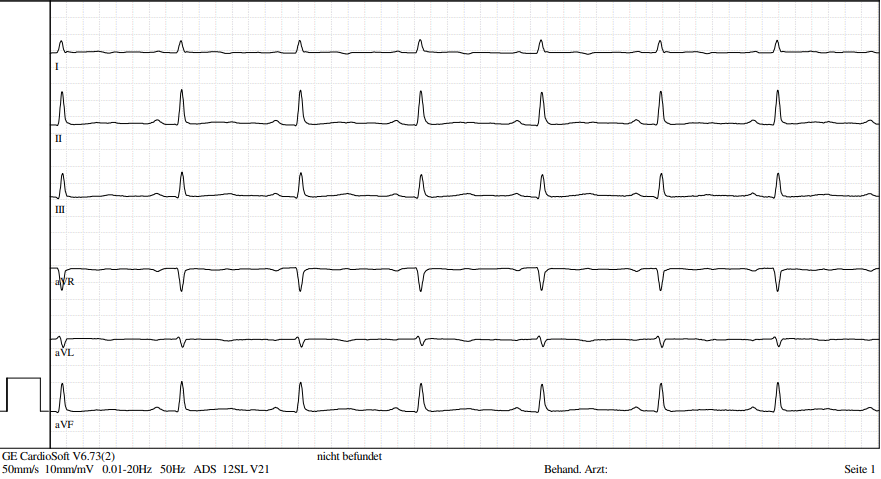 I
II
III
aVR
aVL
aVF
GE CardioSoft V6.73(2) nicht befundet
50mm/s 10mm/mV 0.01-20Hz 50Hz ADS 12SL V21 Behand. Arzt: Seite 1